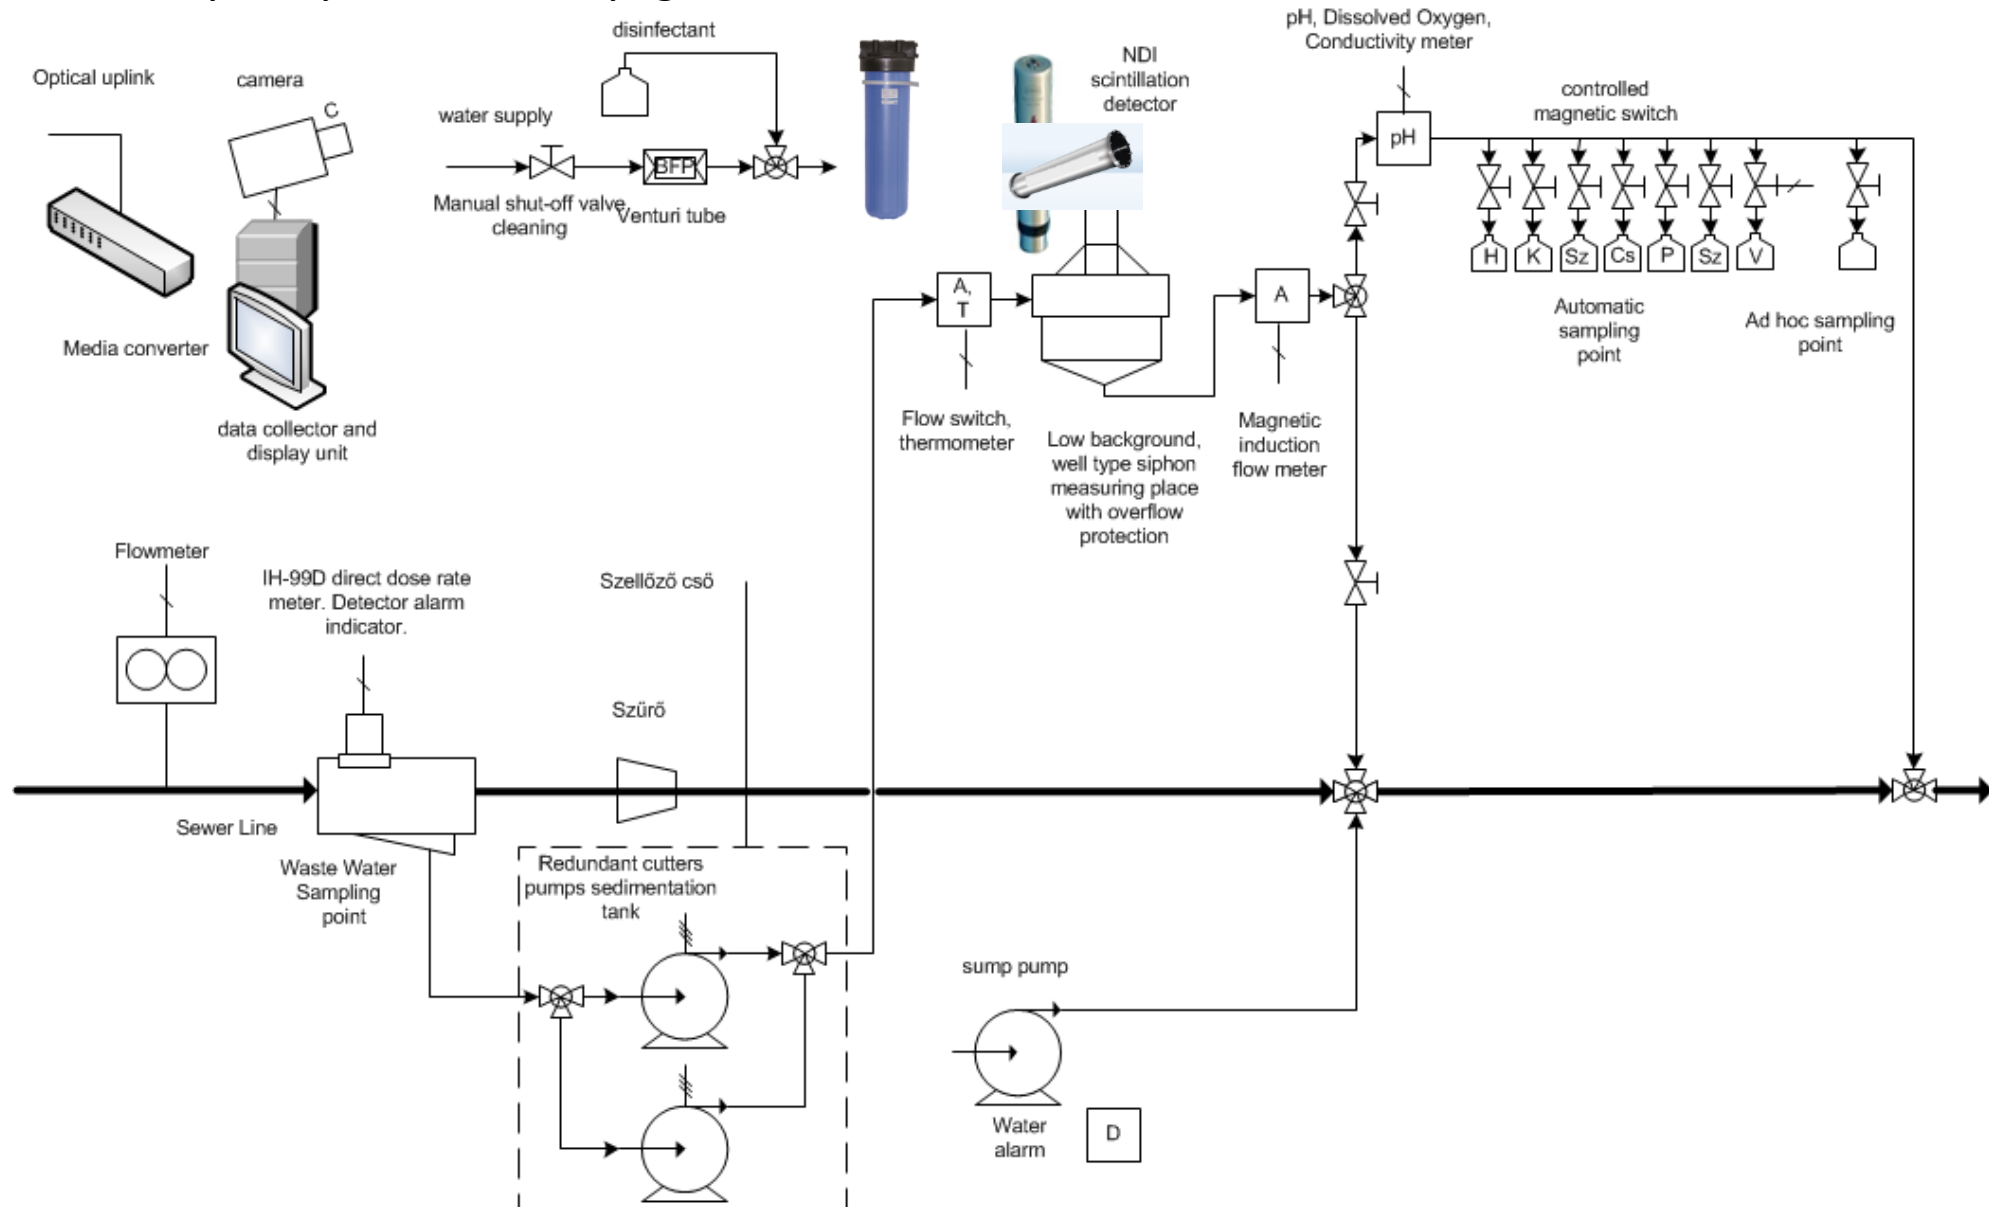 Optical uplink
camera
C
Media converter
data collector and
display unit
disinfectant
water supply
BFP
Manual shut-off valve
cleaning
Venturi tube
NDI
scintillation
detector
pH, Dissolved Oxygen,
Conductivity meter
pH
controlled
magnetic switch
H
K
Sz
Cs
P
Sz
V
Automatic
sampling
point
Ad hoc sampling
point
A,
T
A
Flow switch,
thermometer
Low background,
well type siphon
measuring place
with overflow
protection
Magnetic
induction
flow meter
Flowmeter
IH-99D direct dose rate
meter. Detector alarm
indicator.
Szellőző cső
Szűrő
Sewer Line
Waste Water
Sampling
point
Redundant cutters
pumps sedimentation
tank
sump pump
Water
alarm
D